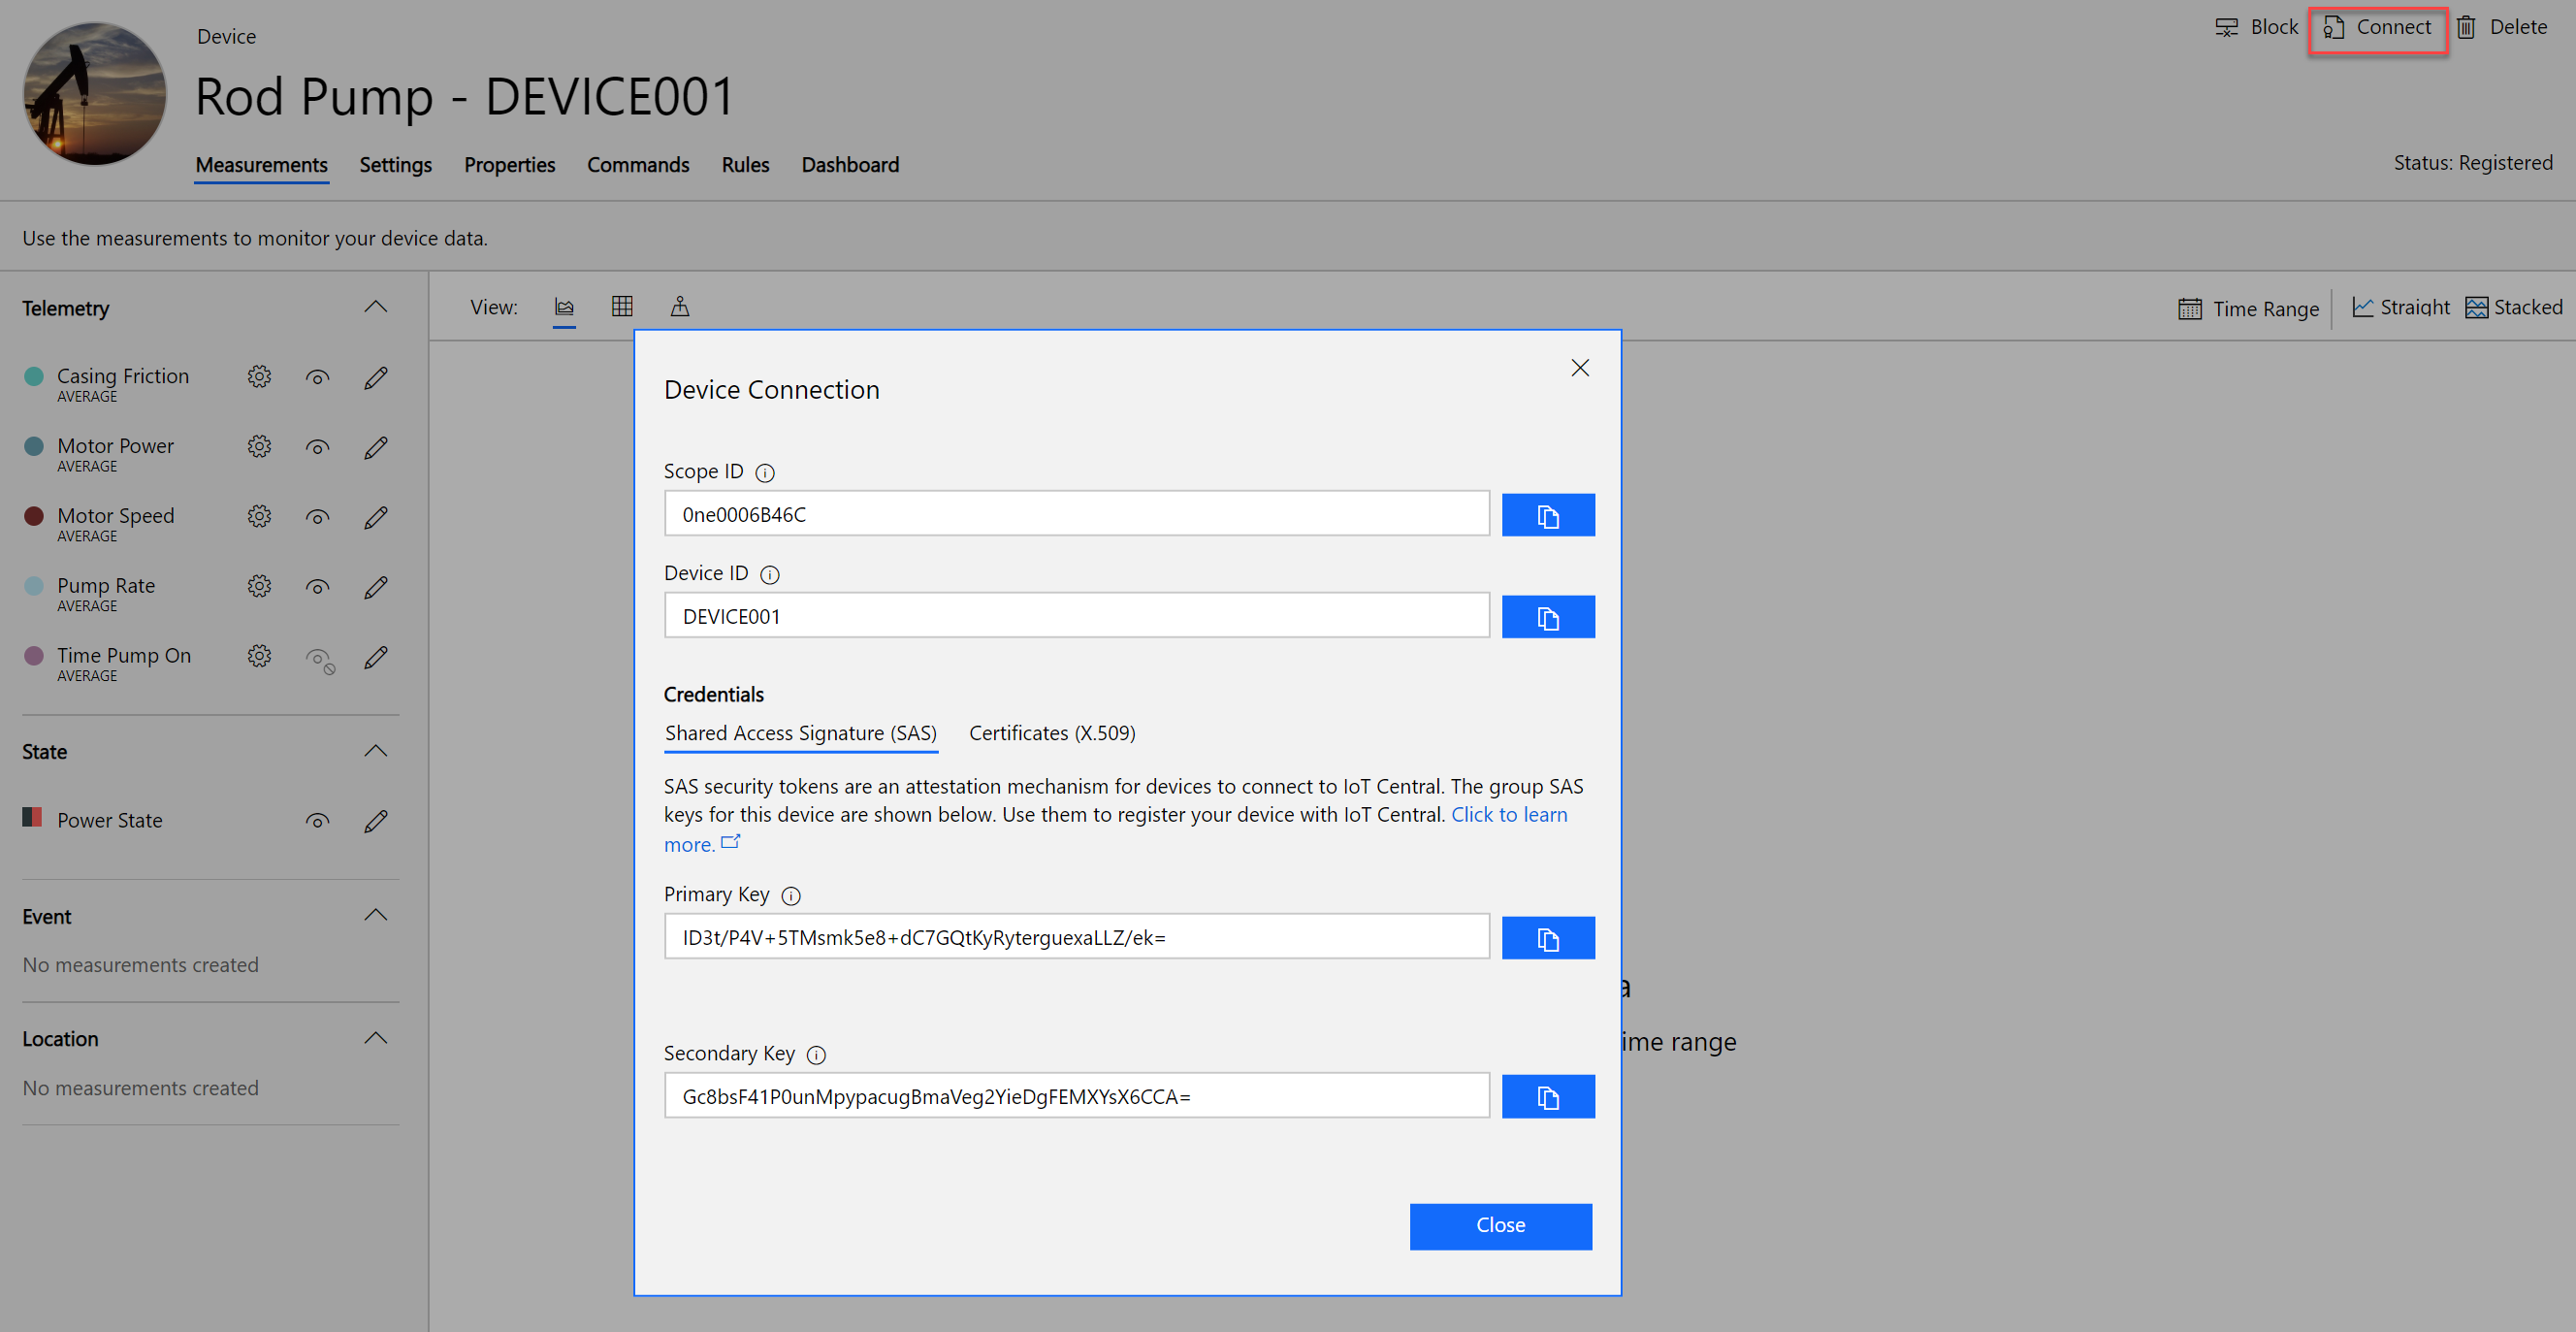 Device
Rod Pump - DEVICE001
Block
Connect
Delete
Measurements
Settings
Properties
Commands
Rules
Dashboard
Status: Registered
Use the measurements to monitor your device data.
Telemetry
Casing Friction
AVERAGE
Motor Power
AVERAGE
Motor Speed
AVERAGE
Pump Rate
AVERAGE
Time Pump On
AVERAGE
State
Power State
Event
No measurements created
Location
No measurements created
View:
Time Range
Straight
Stacked
Device Connection
Scope ID
0ne0006B46C
Device ID
DEVICE001
Credentials
Shared Access Signature (SAS)
Certificates (X.509)
SAS security tokens are an attestation mechanism for devices to connect to IoT Central. The group SAS
keys for this device are shown below. Use them to register your device with IoT Central. Click to learn
more.
Primary Key
ID3t/P4V+5TMsmk5e8+dC7GQtKyRyterguexaLLZ/ek=
Secondary Key
Gc8bsF41P0unMpypacugBmaVeg2YieDgFEMXYsX6CCA=
Close
range